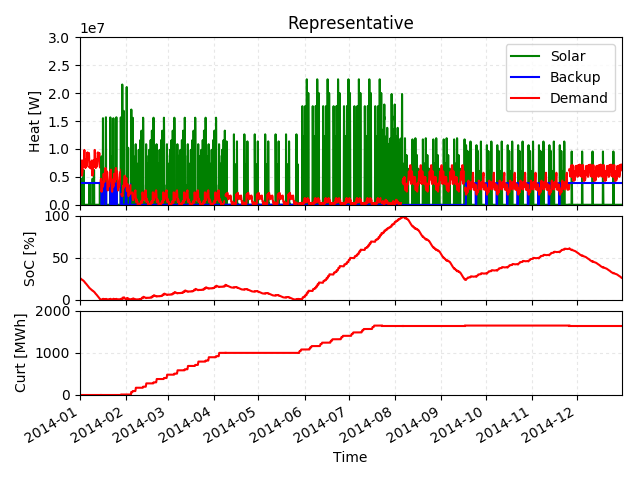 Representative
1e7
3.0
2.5
2.0
1.5
1.0
0.5
0.0
Heat [W]
Solar
Backup
Demand
100
50
0
SoC [%]
2000
1000
0
Curt [MWh]
2014-01
2014-02
2014-03
2014-04
2014-05
2014-06
2014-07
2014-08
2014-09
2014-10
2014-11
2014-12
Time